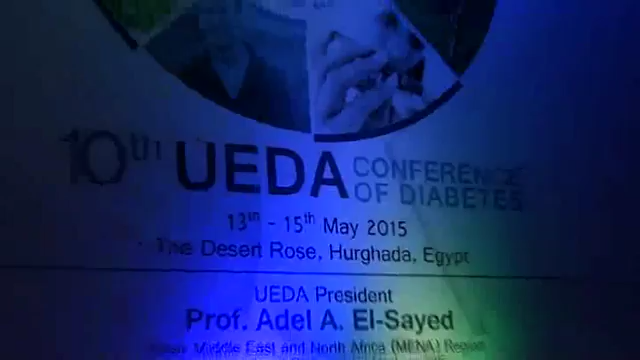 10th UEDA CONFERENCE
OF DIABETES
13th - 15th May 2015
The Desert Rose, Hurghada, Egypt
UEDA President
Prof. Adel A. El-Sayed
Middle East and North Africa (MENA) Region